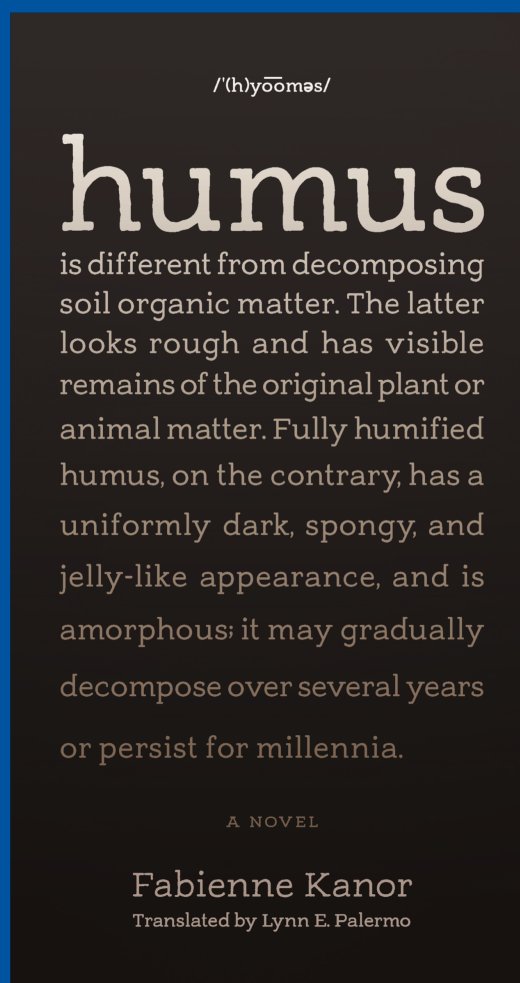 /ˈ(h)yo͞oməs/
humus
is different from decomposing
soil organic matter. The latter
looks rough and has visible
remains of the original plant or
animal matter. Fully humified
humus, on the contrary, has a
uniformly dark, spongy, and
jelly-like appearance, and is
amorphous; it may gradually
decompose over several years
or persist for millennia.
A NOVEL
Fabienne Kanor
Translated by Lynn E. Palermo